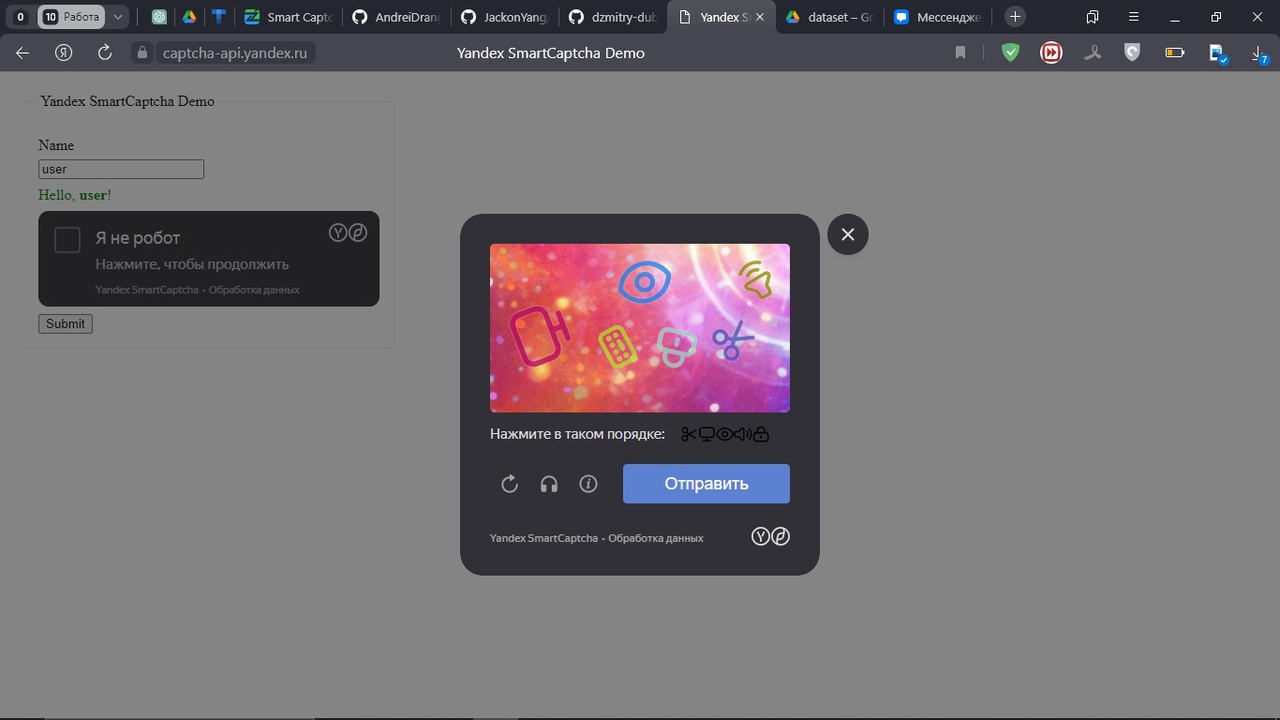 0
10 Работа
Smart Captc
AndreiDran
JackonYang
dzmitry-dub
Yandex S
dataset – Go
Мессендже
captcha-api.yandex.ru
Yandex SmartCaptcha Demo
7
Yandex SmartCaptcha Demo
Name
user
Hello, user!
Я не робот
Нажмите, чтобы продолжить
Yandex SmartCaptcha • Обработка данных
Submit
Нажмите в таком порядке:
Отправить
Yandex SmartCaptcha • Обработка данных